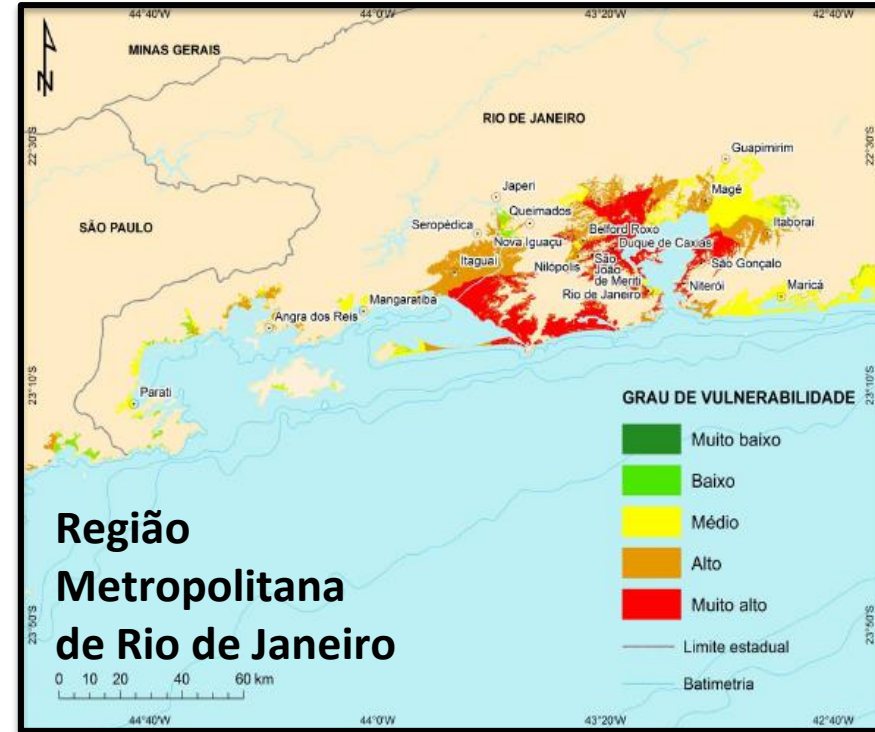 44°40'W 44°0'W 43°20'W 42°40'W
MINAS GERAIS
RIO DE JANEIRO
SÃO PAULO
22°30'S 22°30'S
Guapimirim
Japeri
Magé
Queimados
Seropédica
Itaboraí
Belford Roxo
Nova Iguaçu
Duque de Caxias
Itaguaí
Nilópolis
São
João
de Meriti
São Gonçalo
Rio de Janeiro
Niterói
Maricá
Mangaratiba
Angra dos Reis
Parati
23°10'S 23°10'S
GRAU DE VULNERABILIDADE
Muito baixo
Baixo
Médio
Alto
Muito alto
Limite estadual
Batimetria
Região
Metropolitana
de Rio de Janeiro
23°50'S 23°50'S
0 10 20 40 60 km
44°40'W 44°0'W 43°20'W 42°40'W
N